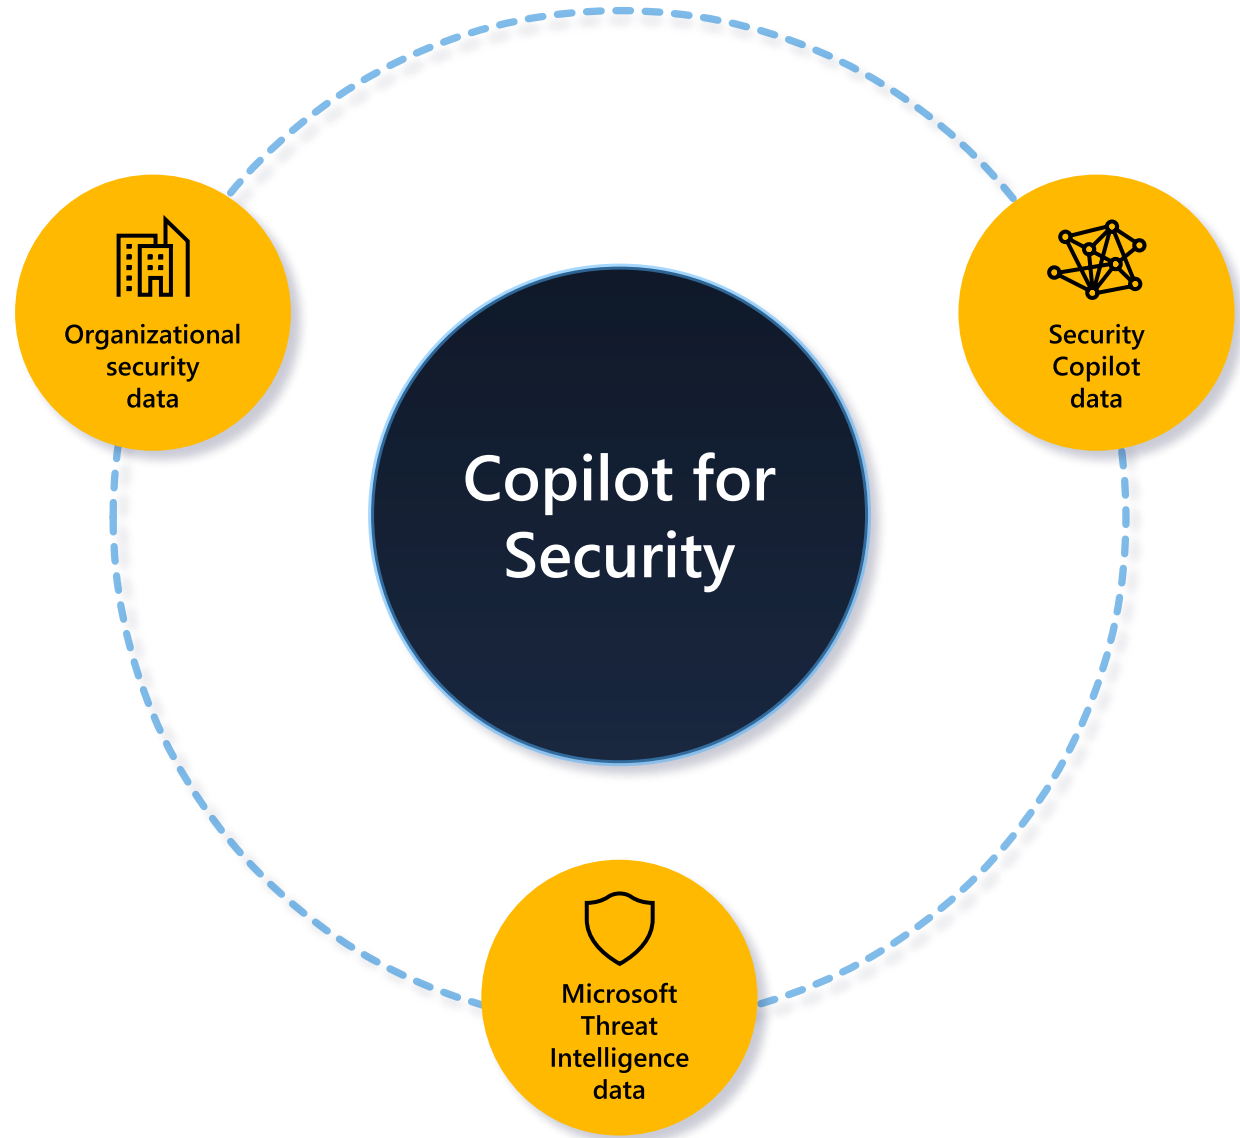 Organizational
security
data
Security
Copilot
data
Copilot for
Security
Microsoft
Threat
Intelligence
data